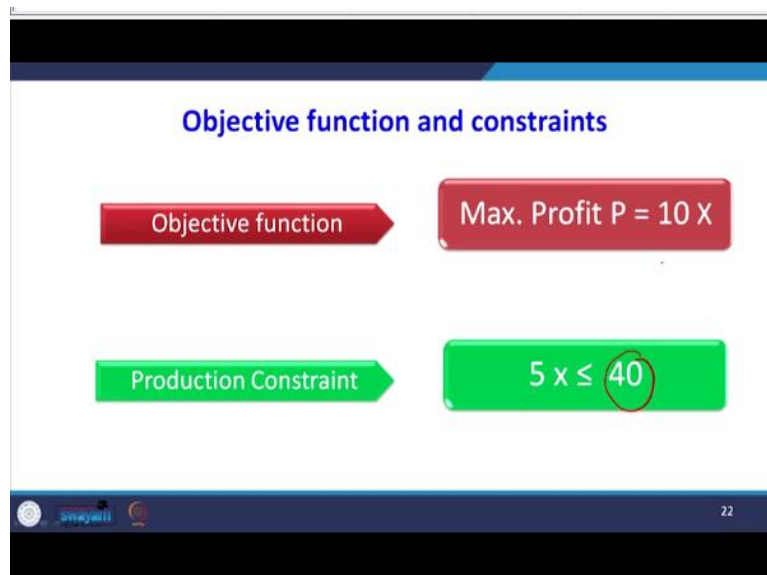 Objective function and constraints
Objective function
Max. Profit P = 10 X
Production Constraint
5 x ≤ 40
swayam
22